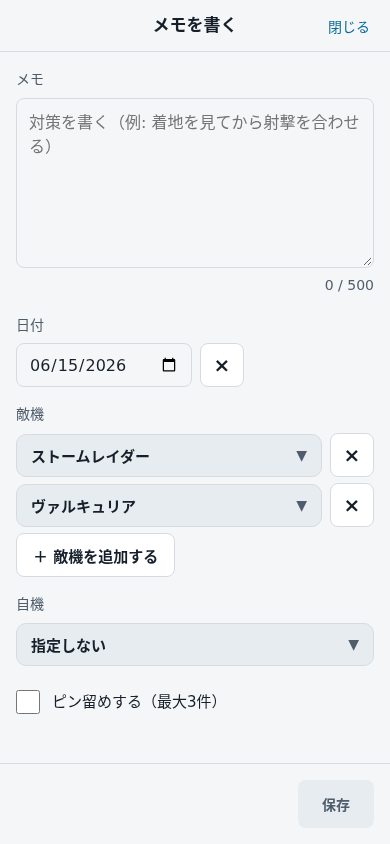 メモを書く
閉じる
メモ
対策を書く（例: 着地を見てから射撃を合わせ
る）
0 / 500
日付
06/15/2026
×
敵機
ストームレイダー ▼
×
ヴァルキュリア ▼
×
＋ 敵機を追加する
自機
指定しない ▼
ピン留めする（最大3件）
保存